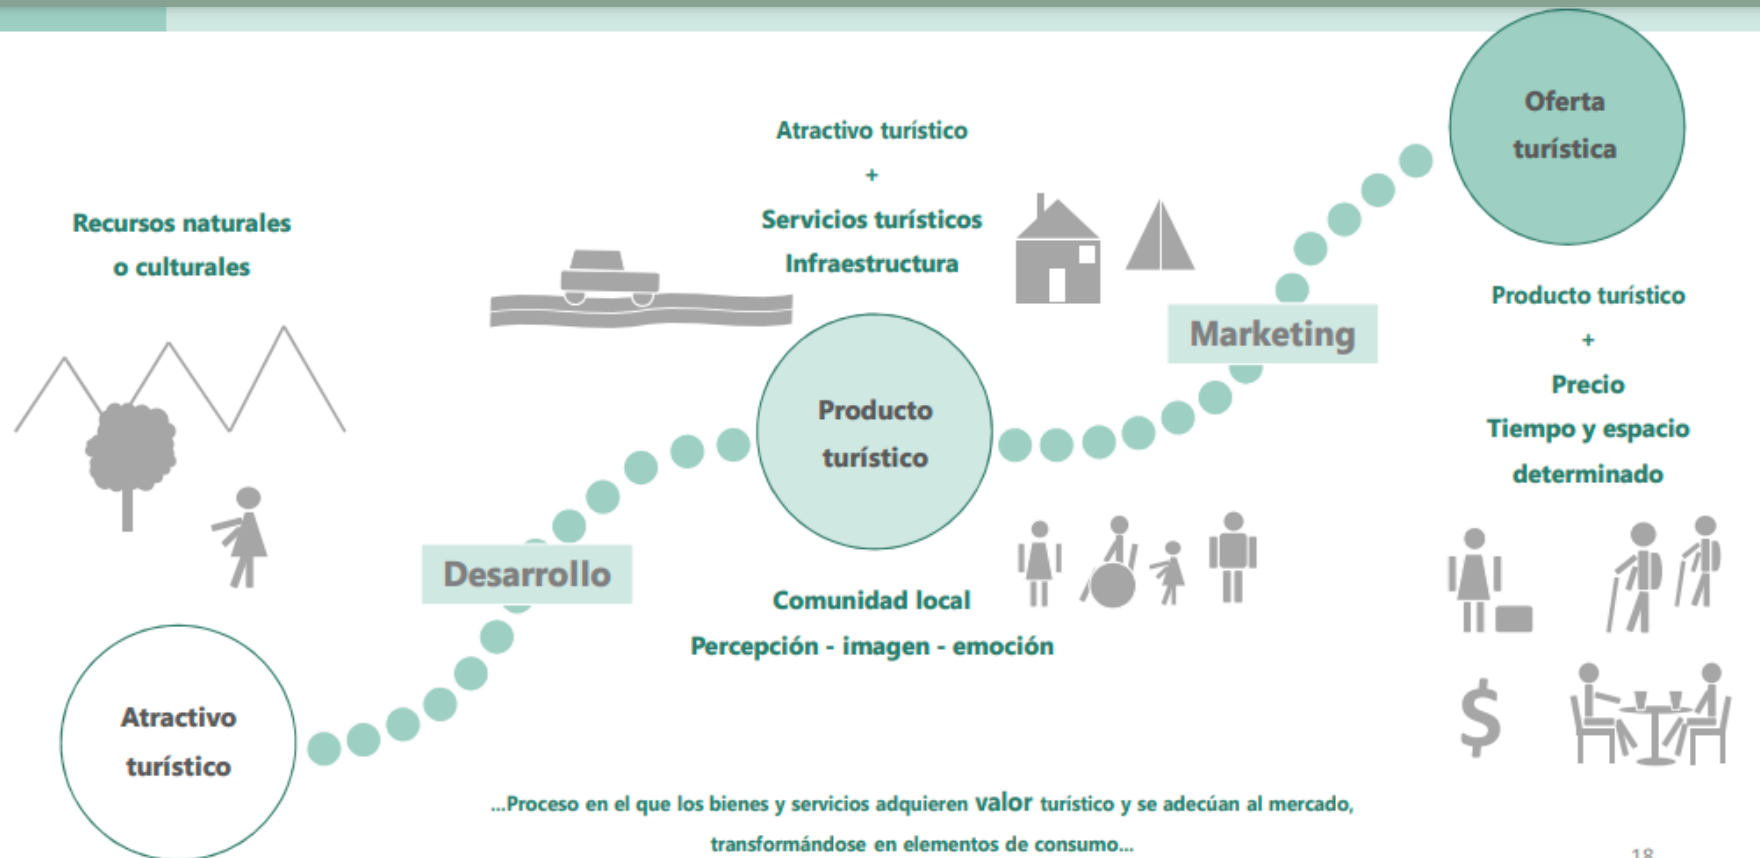 Recursos naturales
o culturales
Atractivo
turístico
Desarrollo
Atractivo turístico
+
Servicios turísticos
Infraestructura
Producto
turístico
Comunidad local
Percepción - imagen - emoción
Marketing
Oferta
turística
Producto turístico
+
Precio
Tiempo y espacio
determinado
$
...Proceso en el que los bienes y servicios adquieren valor turístico y se adecúan al mercado,
transformándose en elementos de consumo...
18